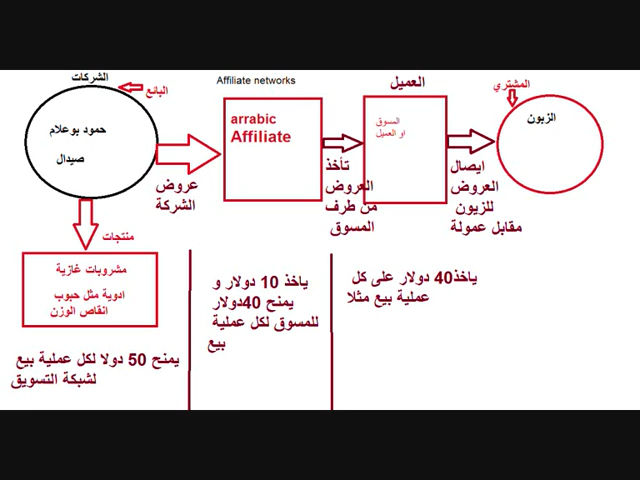 الشركات
البائع
حمود بوعلام
صيدال
عروض
الشركة
منتجات
مشروبات غازية
ادوية مثل حبوب
انقاص الوزن
يمنح 50 دولا لكل عملية بيع
لشبكة التسويق
Affiliate networks
arrabic
Affiliate
تأخذ
العروض
من طرف
المسوق
ياخذ 10 دولار و
يمنح 40دولار
للمسوق لكل عملية
بيع
العميل
المسوق
او العميل
ايصال
العروض
للزبون
مقابل عمولة
ياخذ40 دولار على كل
عملية بيع مثلا
المشتري
الزبون